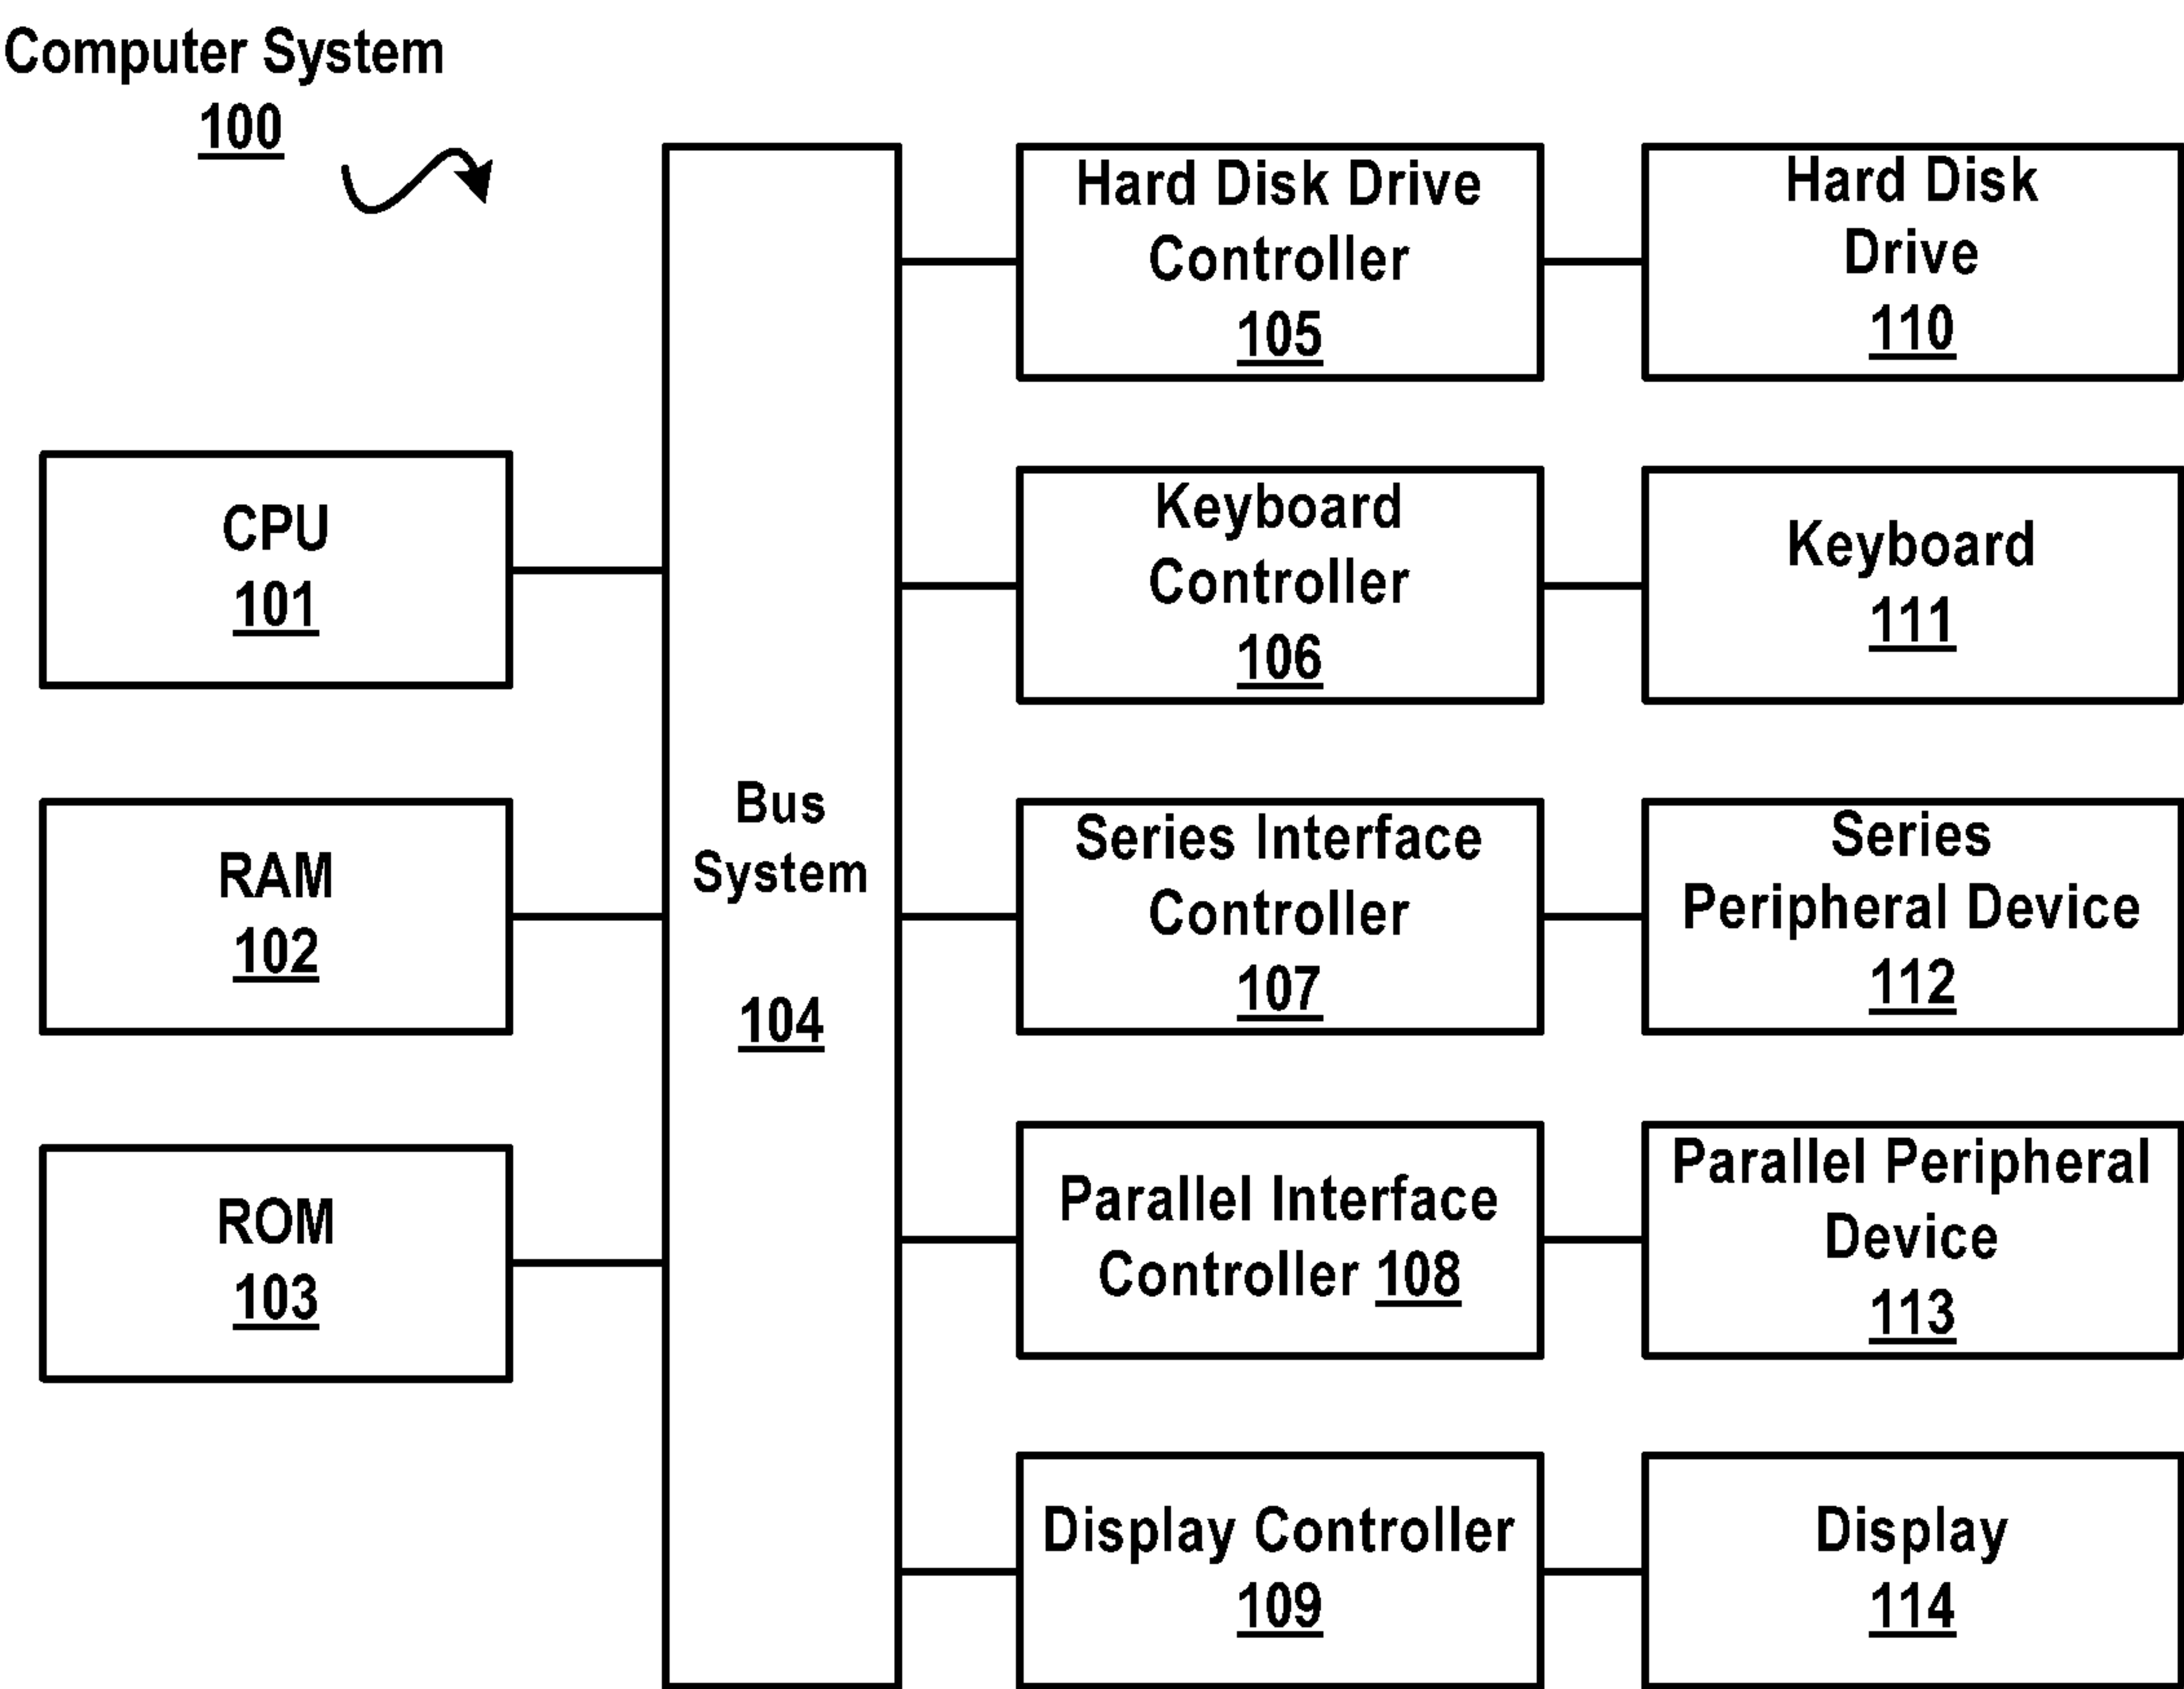 Computer System
100
Hard Disk Drive
Controller
105
Hard Disk
Drive
110
CPU
101
Keyboard
Controller
106
Keyboard
111
Bus
System
104
RAM
102
Series Interface
Controller
107
Series
Peripheral Device
112
ROM
103
Parallel Interface
Controller 108
Parallel Peripheral
Device
113
Display Controller
109
Display
114